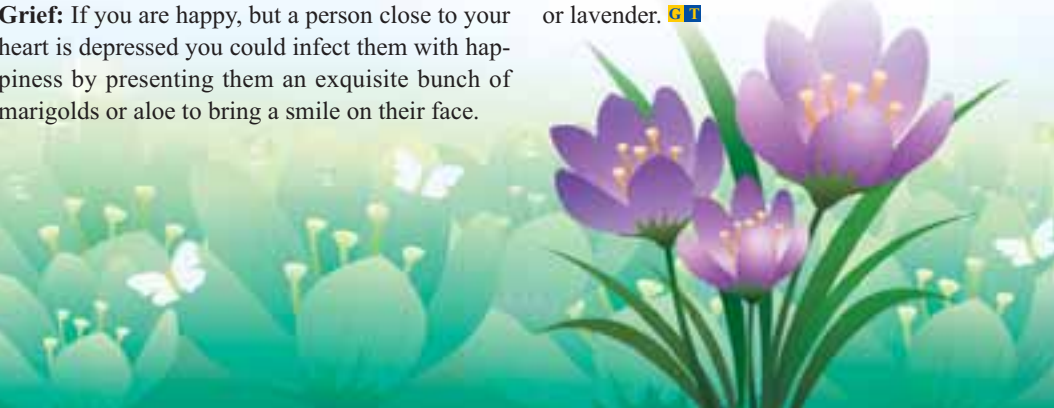 Grief: If you are happy, but a person close to your
heart is depressed you could infect them with hap-
piness by presenting them an exquisite bunch of
marigolds or aloe to bring a smile on their face.
or lavender. G T